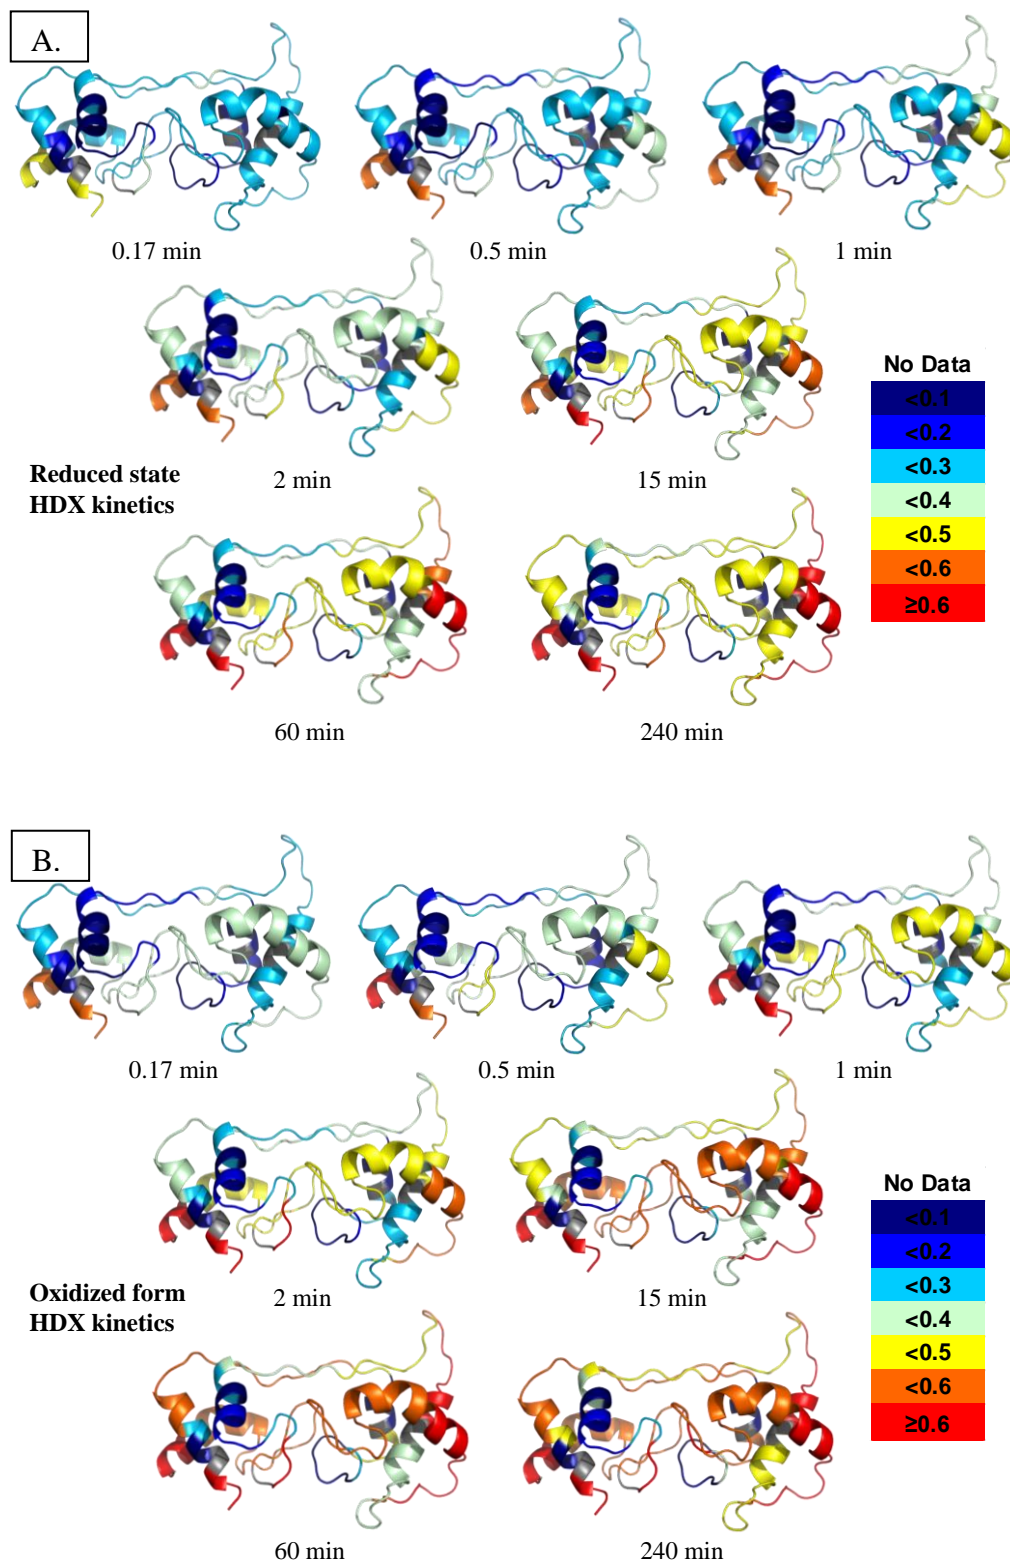 A.
0.17 min
0.5 min
1 min
2 min
15 min
Reduced state
HDX kinetics
60 min
240 min
No Data
<0.1
<0.2
<0.3
<0.4
<0.5
<0.6
≥0.6
B.
0.17 min
0.5 min
1 min
2 min
15 min
Oxidized form
HDX kinetics
60 min
240 min
No Data
<0.1
<0.2
<0.3
<0.4
<0.5
<0.6
≥0.6